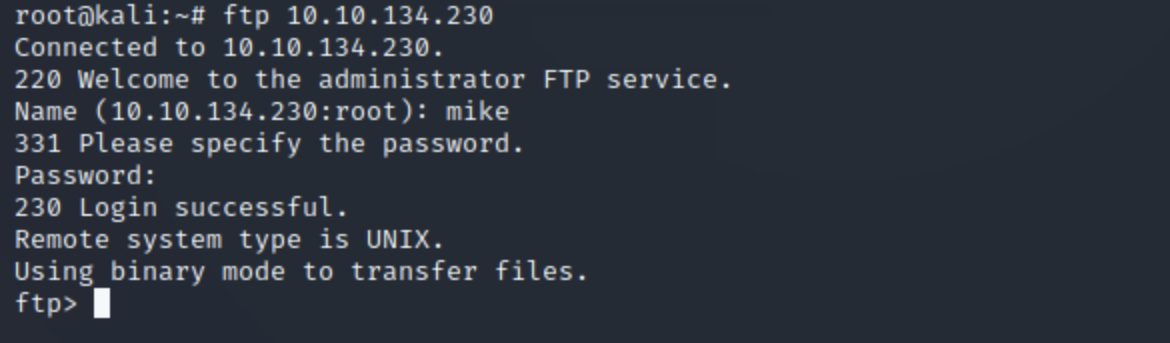 root@kali:~# ftp 10.10.134.230
Connected to 10.10.134.230.
220 Welcome to the administrator FTP service.
Name (10.10.134.230:root): mike
331 Please specify the password.
Password:
230 Login successful.
Remote system type is UNIX.
Using binary mode to transfer files.
ftp>